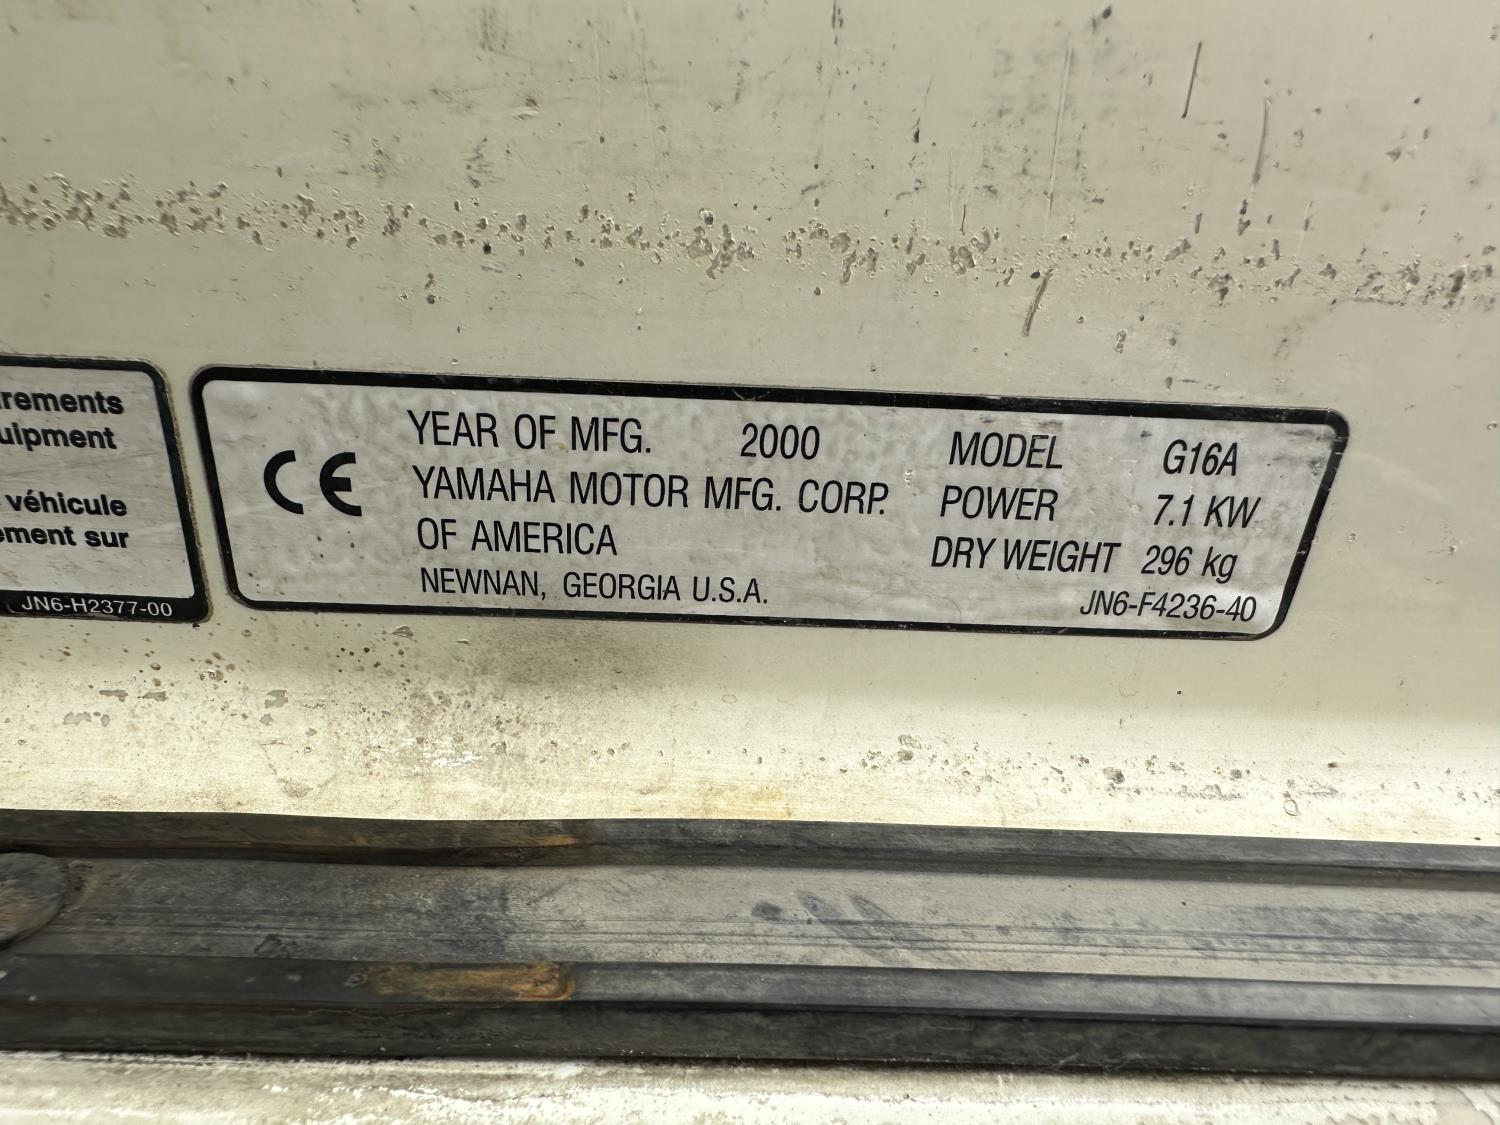 rements
uipment
véhicule
ement sur
JN6-H2377-00
CE
YEAR OF MFG. 2000
YAMAHA MOTOR MFG. CORP.
OF AMERICA
NEWNAN, GEORGIA U.S.A.
MODEL G16A
POWER 7.1 KW
DRY WEIGHT 296 kg
JN6-F4236-40